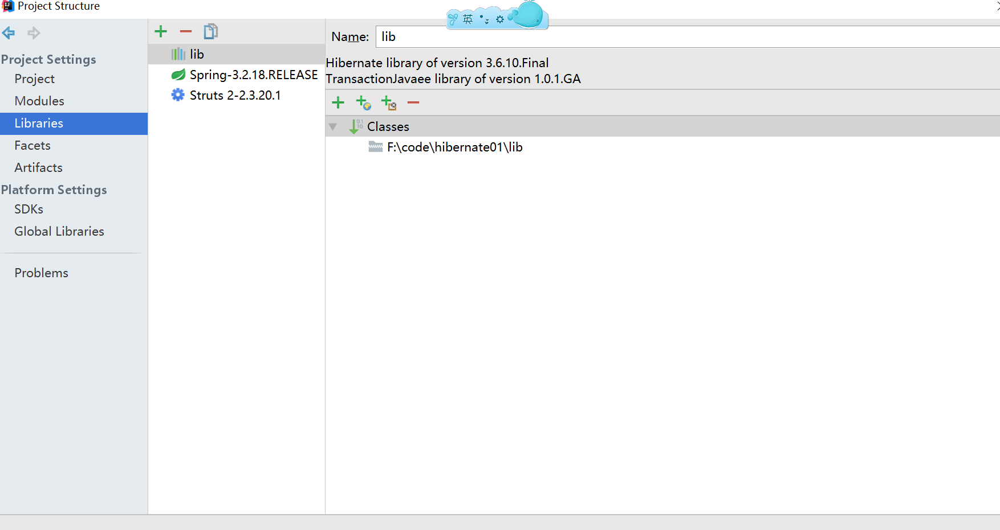 Project Structure
英
Project Settings
Project
Modules
Libraries
Facets
Artifacts
Platform Settings
SDKs
Global Libraries
Problems
lib
Spring-3.2.18.RELEASE
Struts 2-2.3.20.1
Name: lib
Hibernate library of version 3.6.10.Final
TransactionJavaee library of version 1.0.1.GA
Classes
F:\code\hibernate01\lib